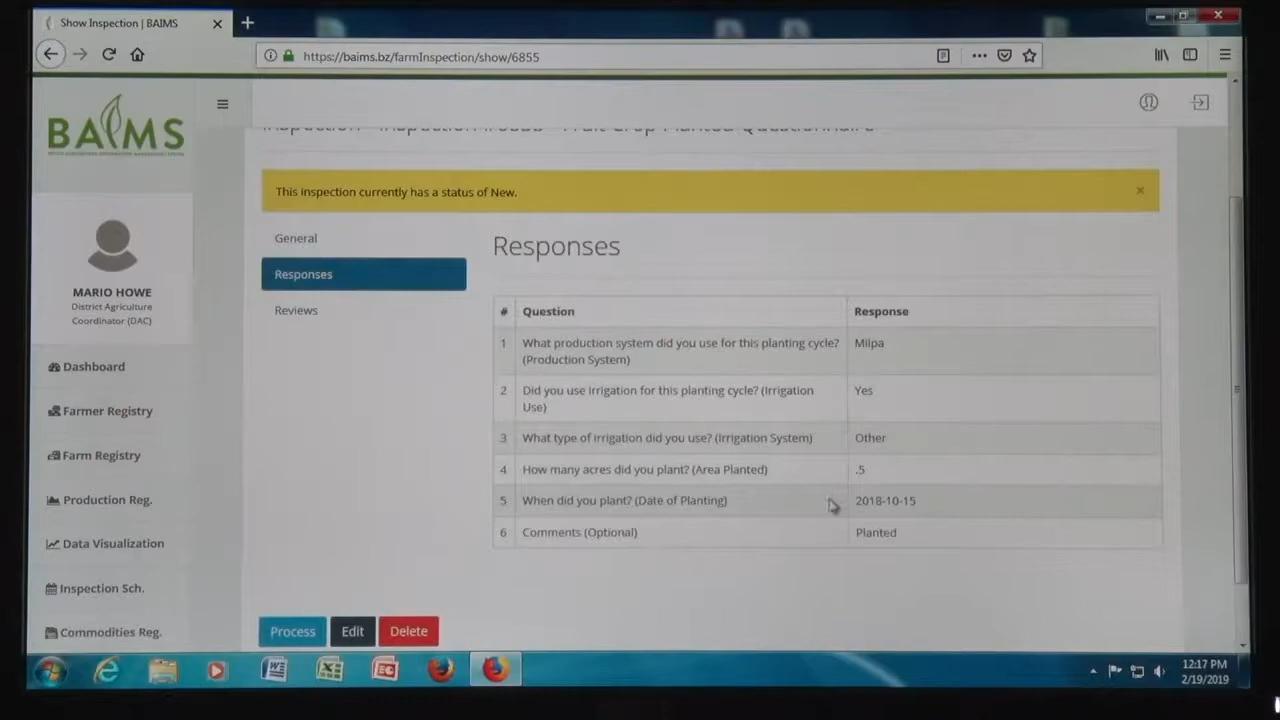 Show Inspection | BAIMS
https://baims.bz/farmInspection/show/6855
BAIMS
This inspection currently has a status of New.
General
Responses
Reviews
MARIO HOWE
District Agriculture
Coordinator (DAC)
Dashboard
Farmer Registry
Farm Registry
Production Reg.
Data Visualization
Inspection Sch.
Commodities Reg.
Responses
# Question Response
1 What production system did you use for this planting cycle? Milpa
(Production System)
2 Did you use irrigation for this planting cycle? (Irrigation Yes
Use)
3 What type of irrigation did you use? (Irrigation System) Other
4 How many acres did you plant? (Area Planted) .5
5 When did you plant? (Date of Planting) 2018-10-15
6 Comments (Optional) Planted
Process Edit Delete
12:17 PM
2/19/2019